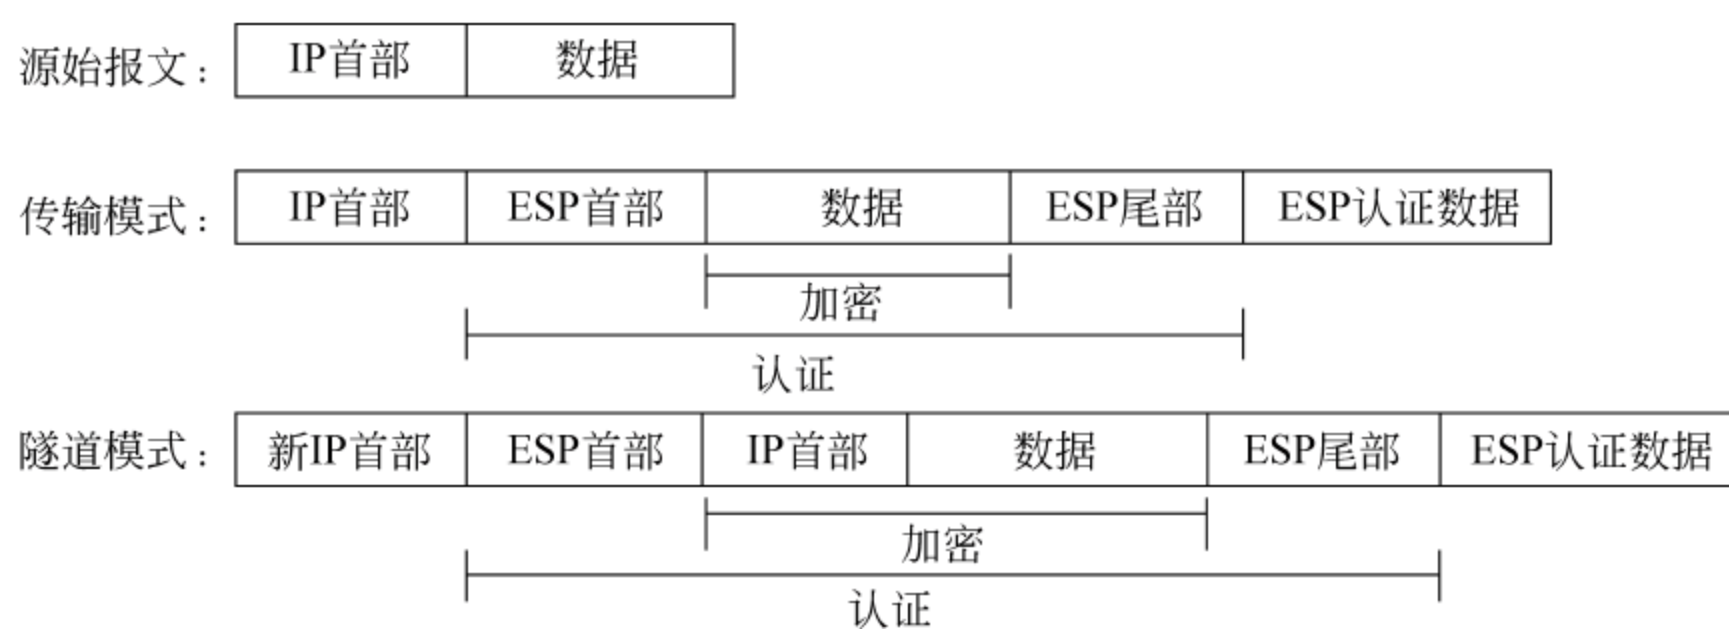 源始报文: IP首部 数据
传输模式: IP首部 ESP首部 数据 ESP尾部 ESP认证数据
加密
认证
隧道模式: 新IP首部 ESP首部 IP首部 数据 ESP尾部 ESP认证数据
加密
认证